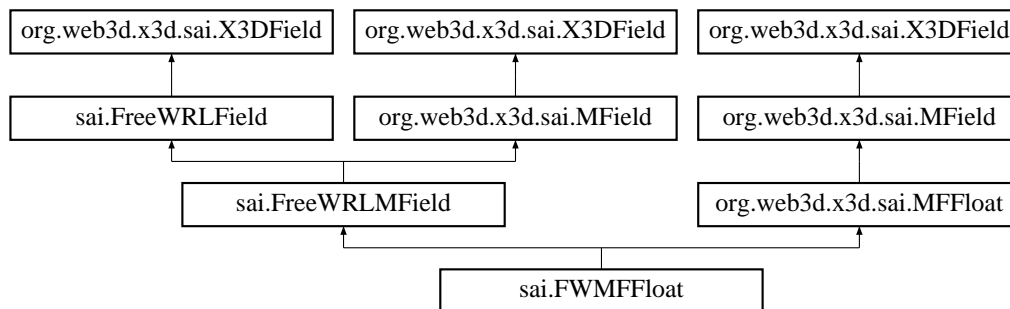 org.web3d.x3d.sai.X3DField org.web3d.x3d.sai.X3DField org.web3d.x3d.sai.X3DField
sai.FreeWRLField org.web3d.x3d.sai.MField org.web3d.x3d.sai.MField
sai.FreeWRLMField org.web3d.x3d.sai.MFFloat
sai.FWMFFloat